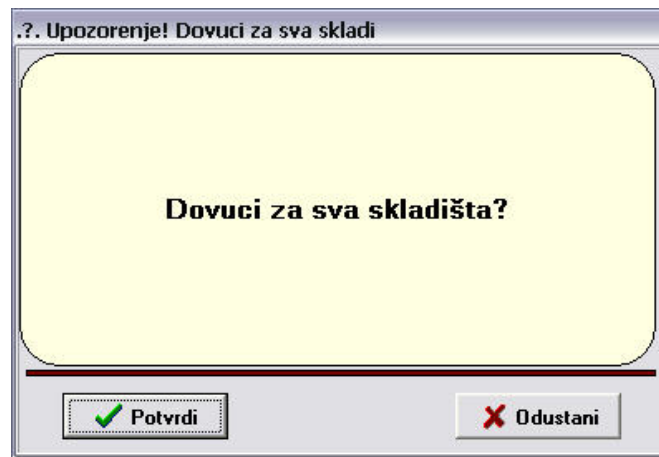 .?. Upozorenje! Dovuci za sva skladi
Dovuci za sva skladišta?
Potvrdi
Odustani